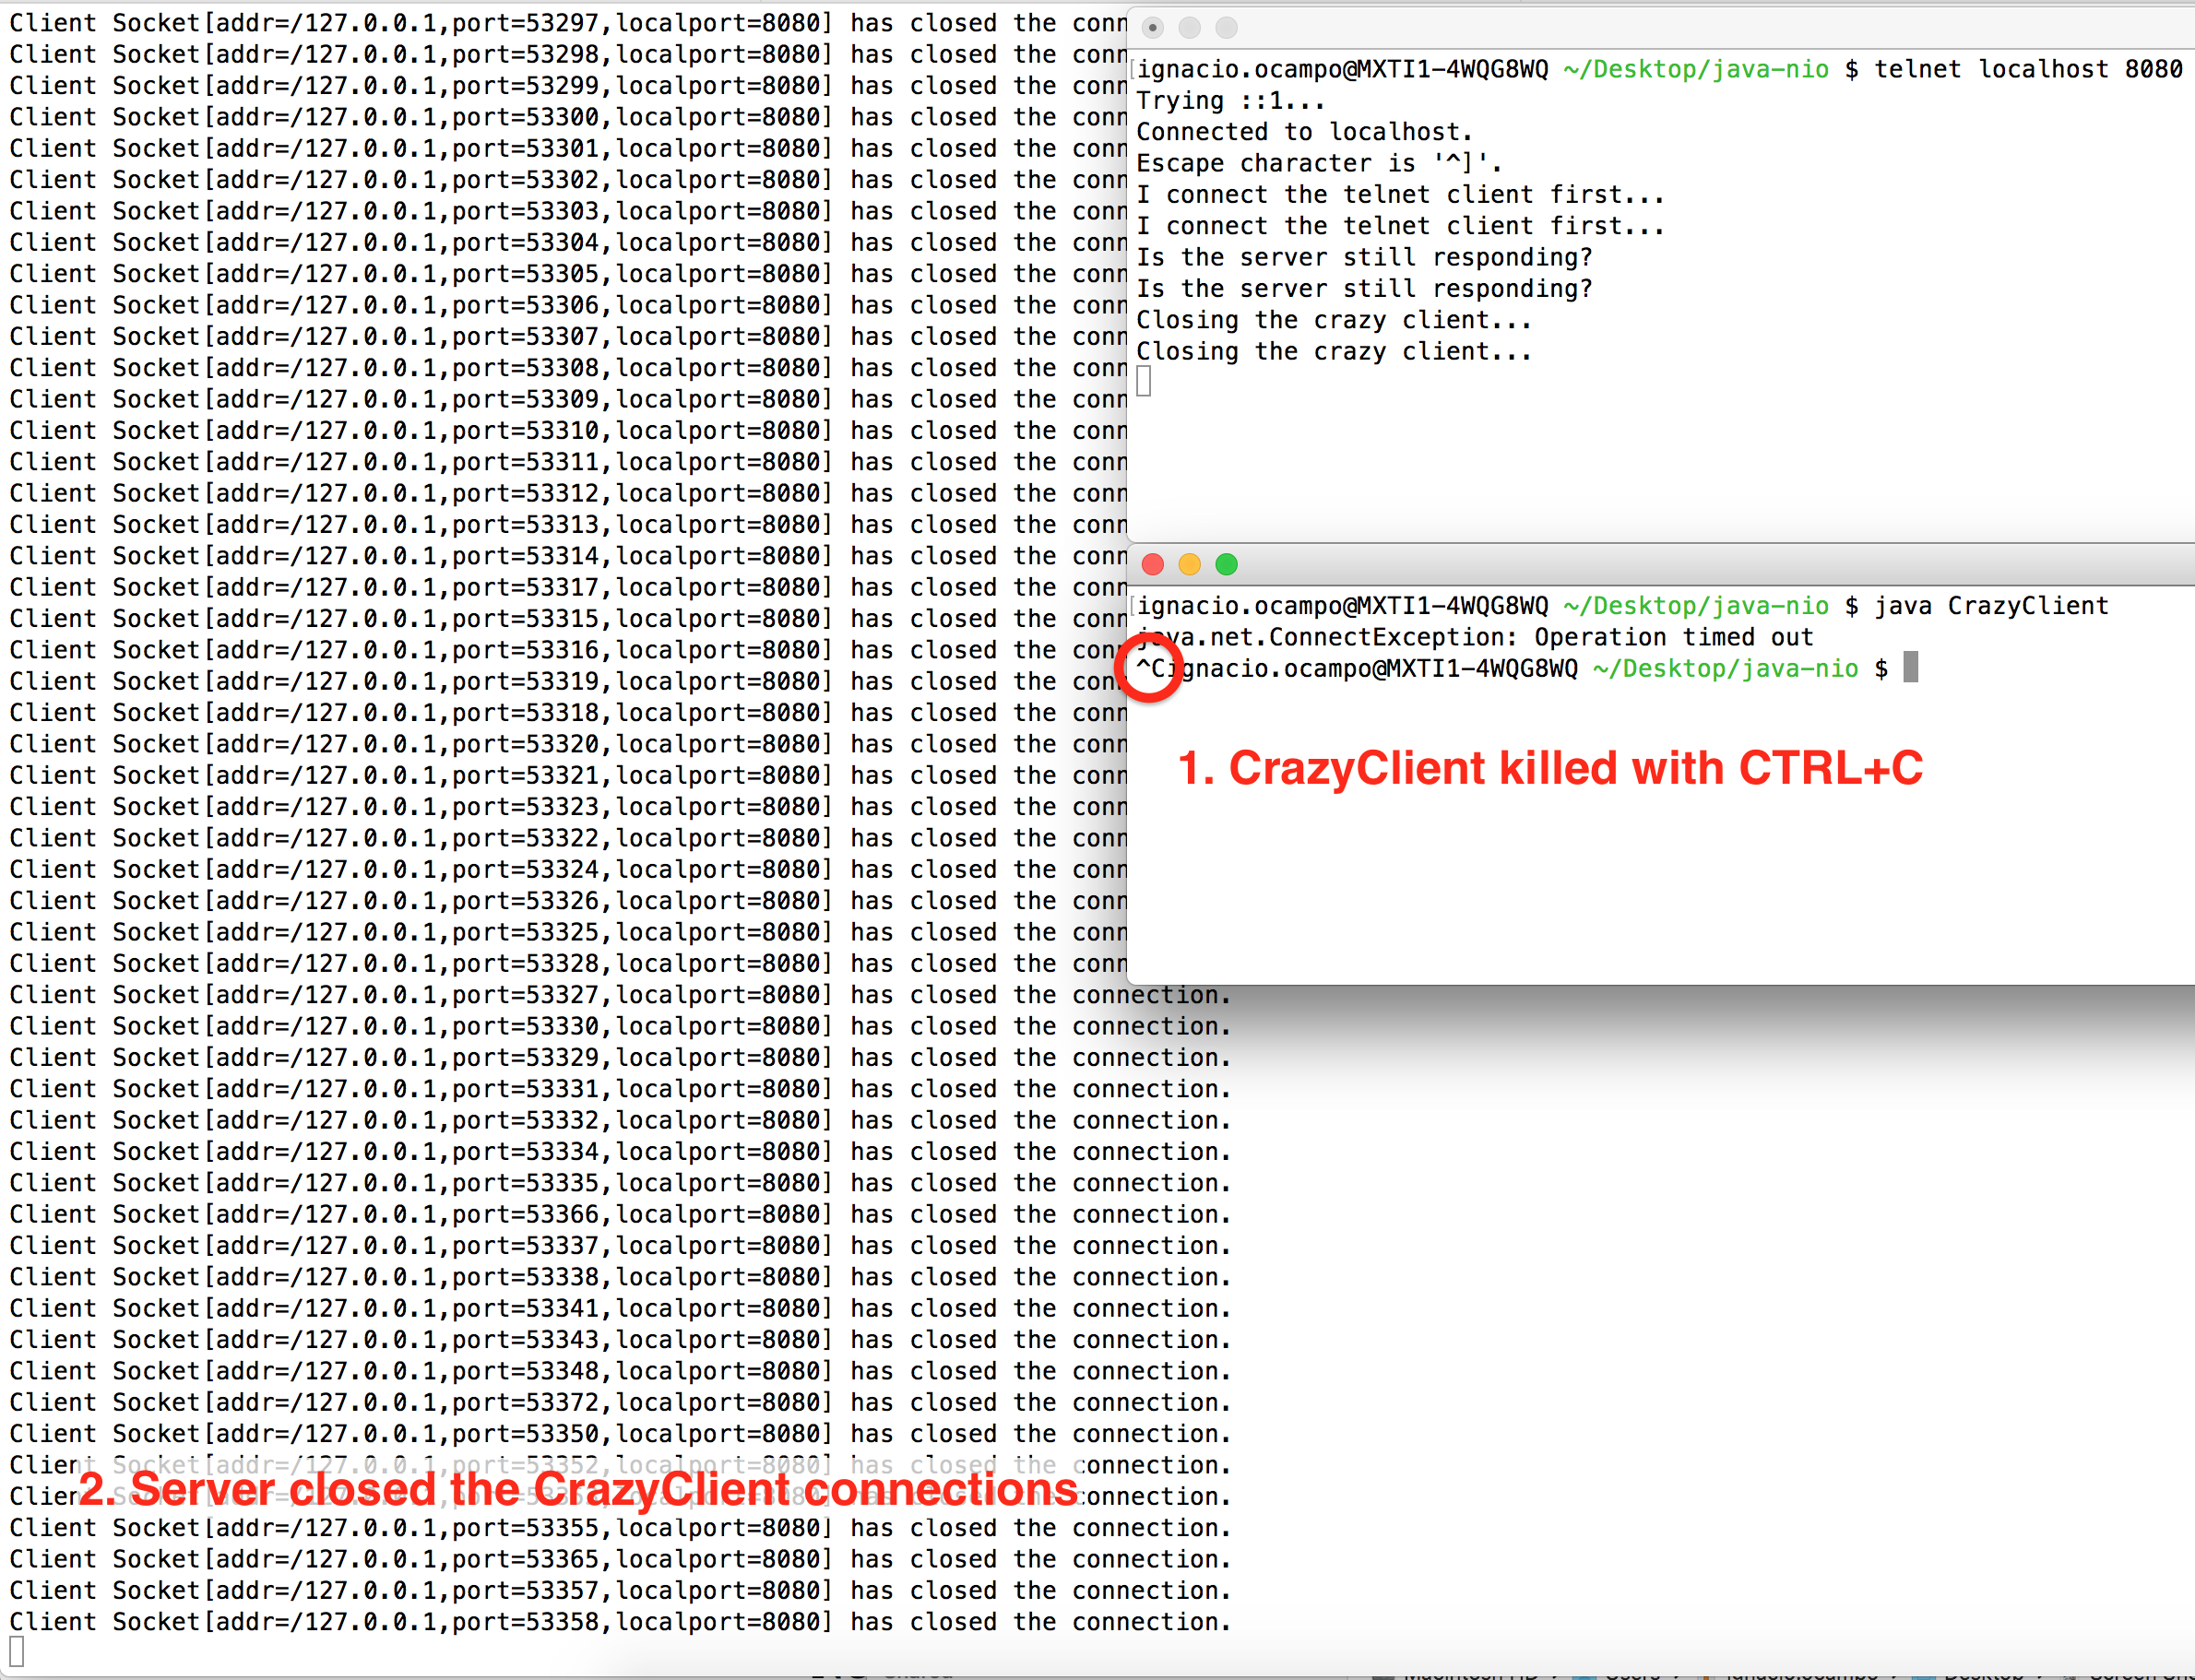 Client Socket[addr=/127.0.0.1,port=53297,localport=8080] has closed the conn
Client Socket[addr=/127.0.0.1,port=53298,localport=8080] has closed the conn
Client Socket[addr=/127.0.0.1,port=53299,localport=8080] has closed the conn
Client Socket[addr=/127.0.0.1,port=53300,localport=8080] has closed the conn
Client Socket[addr=/127.0.0.1,port=53301,localport=8080] has closed the conn
Client Socket[addr=/127.0.0.1,port=53302,localport=8080] has closed the conn
Client Socket[addr=/127.0.0.1,port=53303,localport=8080] has closed the conn
Client Socket[addr=/127.0.0.1,port=53304,localport=8080] has closed the conn
Client Socket[addr=/127.0.0.1,port=53305,localport=8080] has closed the conn
Client Socket[addr=/127.0.0.1,port=53306,localport=8080] has closed the conn
Client Socket[addr=/127.0.0.1,port=53307,localport=8080] has closed the conn
Client Socket[addr=/127.0.0.1,port=53308,localport=8080] has closed the conn
Client Socket[addr=/127.0.0.1,port=53309,localport=8080] has closed the conn
Client Socket[addr=/127.0.0.1,port=53310,localport=8080] has closed the conn
Client Socket[addr=/127.0.0.1,port=53311,localport=8080] has closed the conn
Client Socket[addr=/127.0.0.1,port=53312,localport=8080] has closed the conn
Client Socket[addr=/127.0.0.1,port=53313,localport=8080] has closed the conn
Client Socket[addr=/127.0.0.1,port=53314,localport=8080] has closed the conn
Client Socket[addr=/127.0.0.1,port=53317,localport=8080] has closed the conn
Client Socket[addr=/127.0.0.1,port=53315,localport=8080] has closed the conn
Client Socket[addr=/127.0.0.1,port=53316,localport=8080] has closed the conn
Client Socket[addr=/127.0.0.1,port=53319,localport=8080] has closed the conn
Client Socket[addr=/127.0.0.1,port=53318,localport=8080] has closed the conn
Client Socket[addr=/127.0.0.1,port=53320,localport=8080] has closed the conn
Client Socket[addr=/127.0.0.1,port=53321,localport=8080] has closed the conn
Client Socket[addr=/127.0.0.1,port=53323,localport=8080] has closed the conn
Client Socket[addr=/127.0.0.1,port=53322,localport=8080] has closed the conn
Client Socket[addr=/127.0.0.1,port=53324,localport=8080] has closed the conn
Client Socket[addr=/127.0.0.1,port=53326,localport=8080] has closed the conn
Client Socket[addr=/127.0.0.1,port=53325,localport=8080] has closed the conn
Client Socket[addr=/127.0.0.1,port=53328,localport=8080] has closed the conn
Client Socket[addr=/127.0.0.1,port=53327,localport=8080] has closed the connection.
Client Socket[addr=/127.0.0.1,port=53330,localport=8080] has closed the connection.
Client Socket[addr=/127.0.0.1,port=53329,localport=8080] has closed the connection.
Client Socket[addr=/127.0.0.1,port=53331,localport=8080] has closed the connection.
Client Socket[addr=/127.0.0.1,port=53332,localport=8080] has closed the connection.
Client Socket[addr=/127.0.0.1,port=53334,localport=8080] has closed the connection.
Client Socket[addr=/127.0.0.1,port=53335,localport=8080] has closed the connection.
Client Socket[addr=/127.0.0.1,port=53366,localport=8080] has closed the connection.
Client Socket[addr=/127.0.0.1,port=53337,localport=8080] has closed the connection.
Client Socket[addr=/127.0.0.1,port=53338,localport=8080] has closed the connection.
Client Socket[addr=/127.0.0.1,port=53341,localport=8080] has closed the connection.
Client Socket[addr=/127.0.0.1,port=53343,localport=8080] has closed the connection.
Client Socket[addr=/127.0.0.1,port=53348,localport=8080] has closed the connection.
Client Socket[addr=/127.0.0.1,port=53372,localport=8080] has closed the connection.
Client Socket[addr=/127.0.0.1,port=53350,localport=8080] has closed the connection.
Client Socket[addr=/127.0.0.1,port=53352,localport=8080] has closed the connection.
2. Server closed the CrazyClient connections
Client has closed the connection.
Client Socket[addr=/127.0.0.1,port=53355,localport=8080] has closed the connection.
Client Socket[addr=/127.0.0.1,port=53365,localport=8080] has closed the connection.
Client Socket[addr=/127.0.0.1,port=53357,localport=8080] has closed the connection.
Client Socket[addr=/127.0.0.1,port=53358,localport=8080] has closed the connection.
[ignacio.ocampo@MXTI1-4WQG8WQ ~/Desktop/java-nio $ telnet localhost 8080
Trying ::1...
Connected to localhost.
Escape character is '^]'.
I connect the telnet client first...
I connect the telnet client first...
Is the server still responding?
Is the server still responding?
Closing the crazy client...
Closing the crazy client...
[ignacio.ocampo@MXTI1-4WQG8WQ ~/Desktop/java-nio $ java CrazyClient
java.net.ConnectException: Operation timed out
^Cignacio.ocampo@MXTI1-4WQG8WQ ~/Desktop/java-nio $
1. CrazyClient killed with CTRL+C